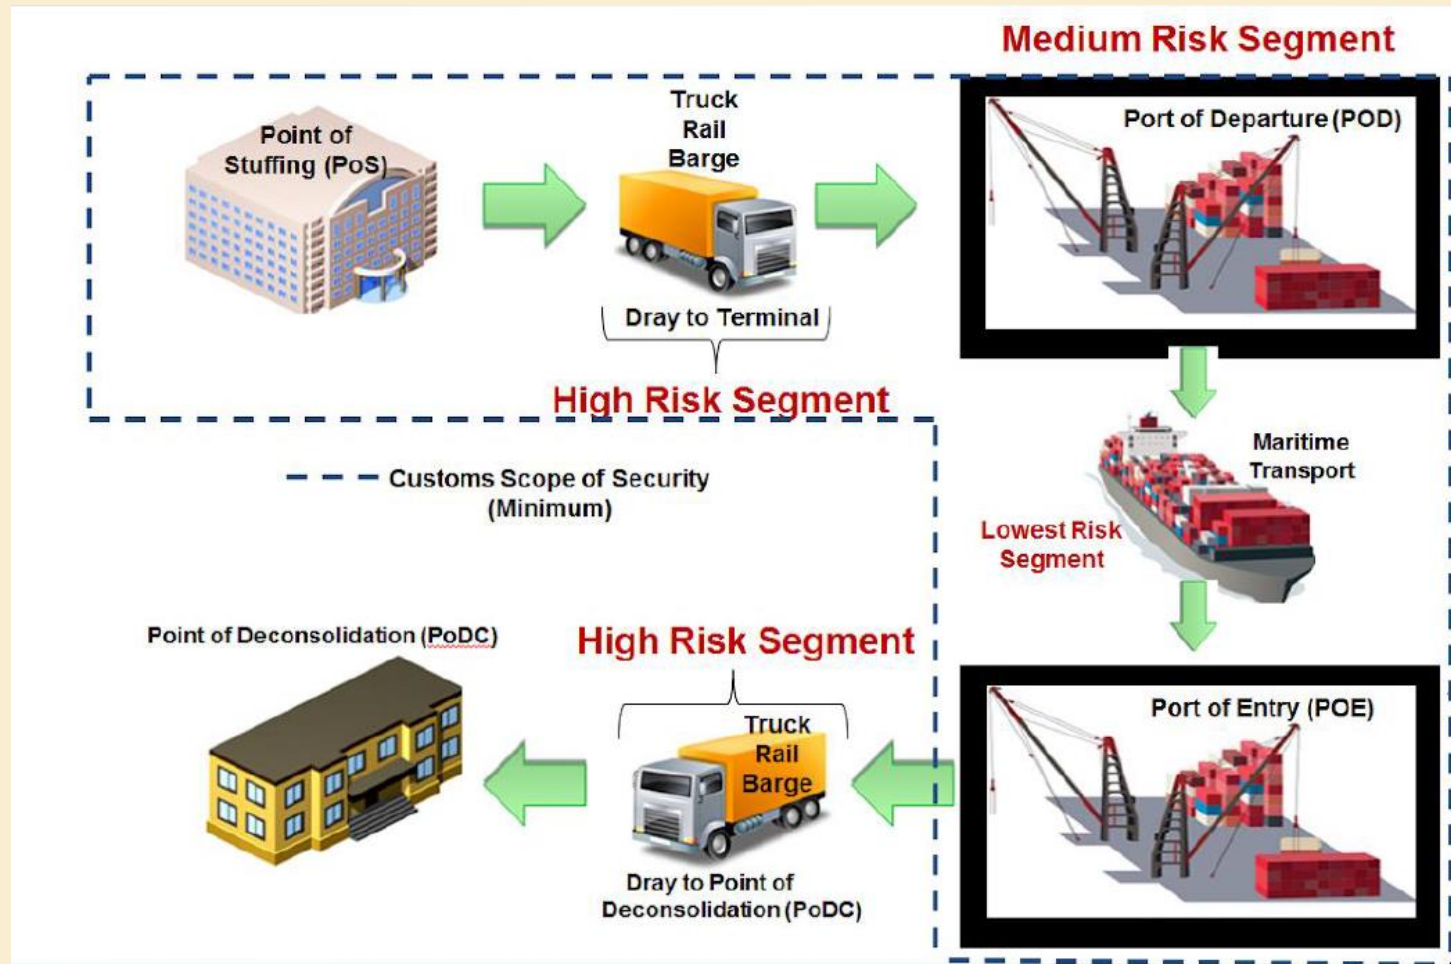 Medium Risk Segment
Point of
Stuffing (PoS)
Truck
Rail
Barge
Port of Departure (POD)
Dray to Terminal
High Risk Segment
Maritime
Transport
Customs Scope of Security
(Minimum)
Lowest Risk
Segment
Point of Deconsolidation (PoDC)
High Risk Segment
Truck
Rail
Barge
Port of Entry (POE)
Dray to Point of
Deconsolidation (PoDC)